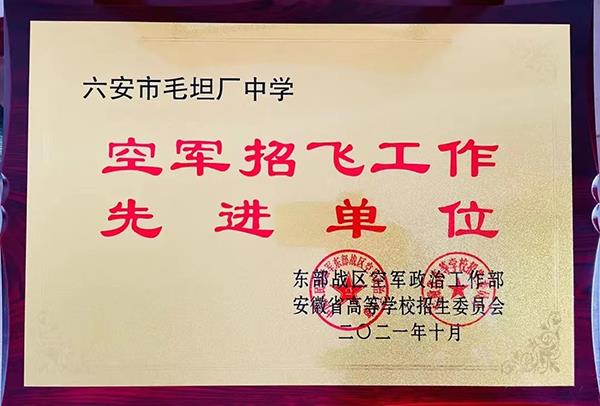 六安市毛坦厂中学
空军招飞工作
先进单位
东部战区空军政治工作部
安徽省高等学校招生委员会
二〇二一年十月